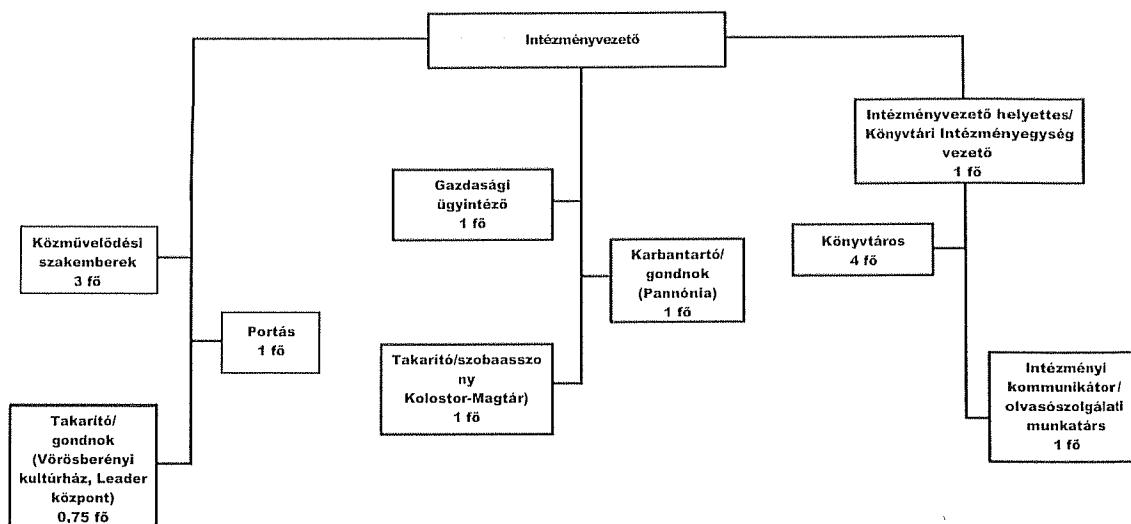 Intézményvezető
Intézményvezető helyettes/
Könyvtári Intézményegység
vezető
1 fő
Gazdasági
ügyintéző
1 fő
Közművelődési
szakemberek
3 fő
Könyvtáros
4 fő
Karbantartó/
gondnok
(Pannónia)
1 fő
Portás
1 fő
Takarító/szobaasszo
ny
Kolostor-Magtár)
1 fő
Intézményi
kommunikátor/
olvasószolgálati
munkatárs
1 fő
Takarító/
gondnok
(Vörösberényi
kultúrház, Leader
központ)
0,75 fő